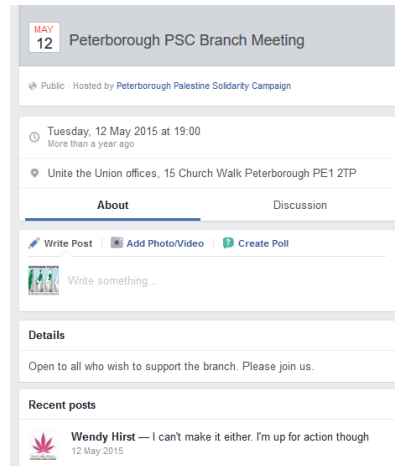 MAY
12
Peterborough PSC Branch Meeting
Public · Hosted by Peterborough Palestine Solidarity Campaign
Tuesday, 12 May 2015 at 19:00
More than a year ago
Unite the Union offices, 15 Church Walk Peterborough PE1 2TP
About Discussion
Write Post Add Photo/Video Create Poll
Write something...
Details
Open to all who wish to support the branch. Please join us.
Recent posts
Wendy Hirst — I can't make it either. I'm up for action though
12 May 2015